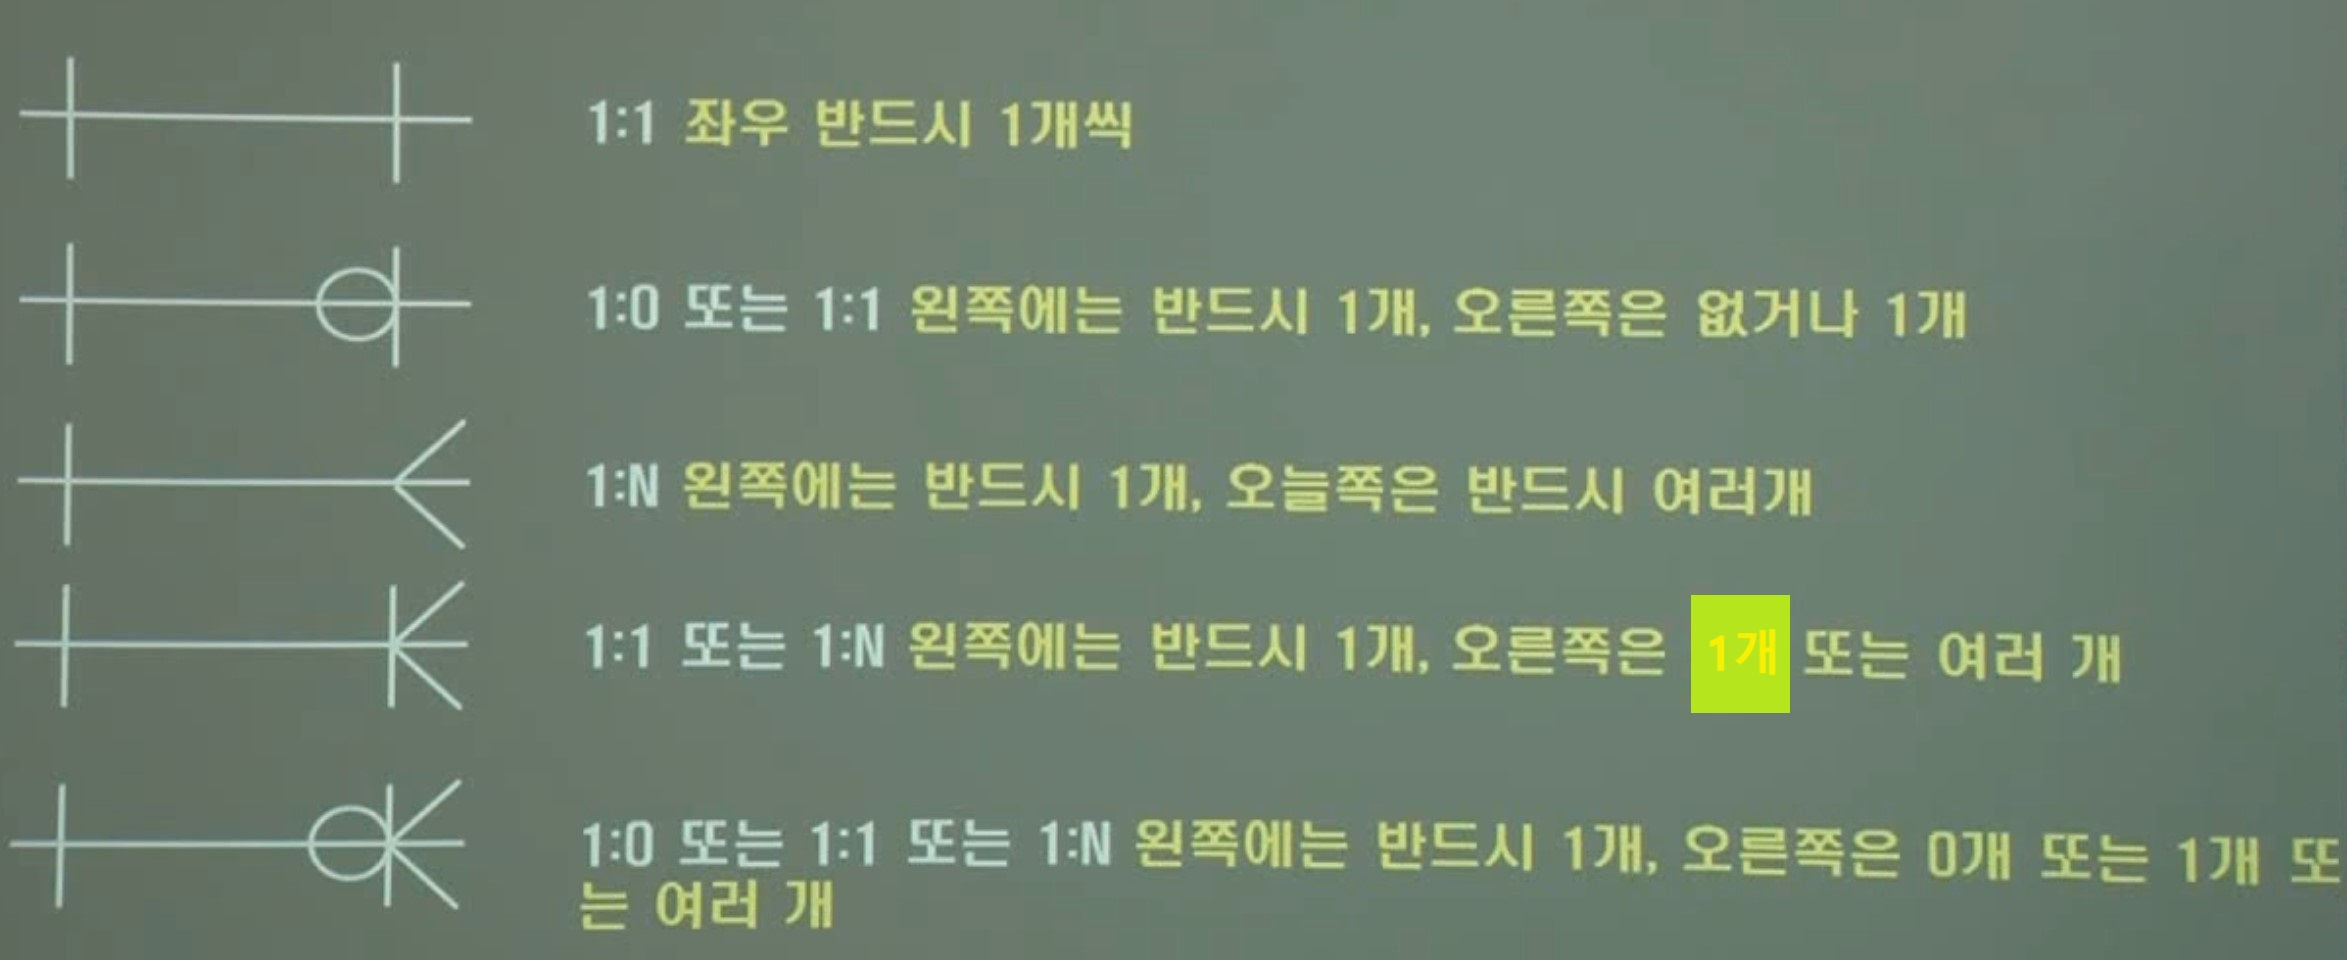 1:1 좌우 반드시 1개씩
1:0 또는 1:1 왼쪽에는 반드시 1개, 오른쪽은 없거나 1개
1:N 왼쪽에는 반드시 1개, 오늘쪽은 반드시 여러개
1:1 또는 1:N 왼쪽에는 반드시 1개, 오른쪽은 1개 또는 여러 개
1:0 또는 1:1 또는 1:N 왼쪽에는 반드시 1개, 오른쪽은 0개 또는 1개 또
는 여러 개